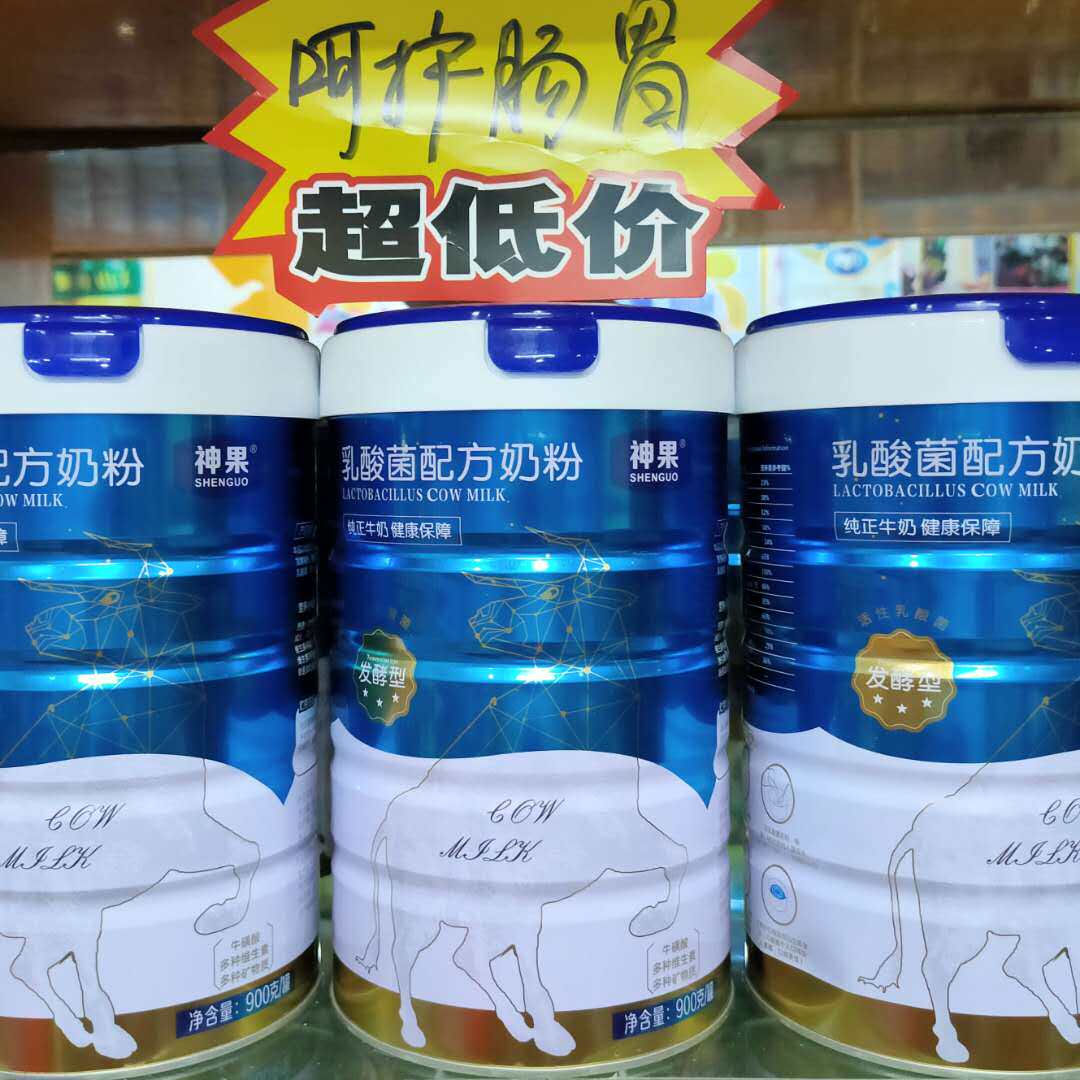 呵护肠胃
超低价
配方奶粉
OW MILK
神果®
SHENGUO
障
COW
MILK
牛磺酸
多种维生素
多种矿物质
净含量：900克/罐
乳酸菌配方奶粉
神果®
SHENGUO
LACTOBACILLUS COW MILK
纯正牛奶 健康保障
发酵型
COW
MILK
牛磺酸
多种维生素
多种矿物质
净含量：900克/罐
乳酸菌配方奶
LACTOBACILLUS COW MILK
纯正牛奶 健康保障
活性乳酸菌
发酵型
CO
MILK